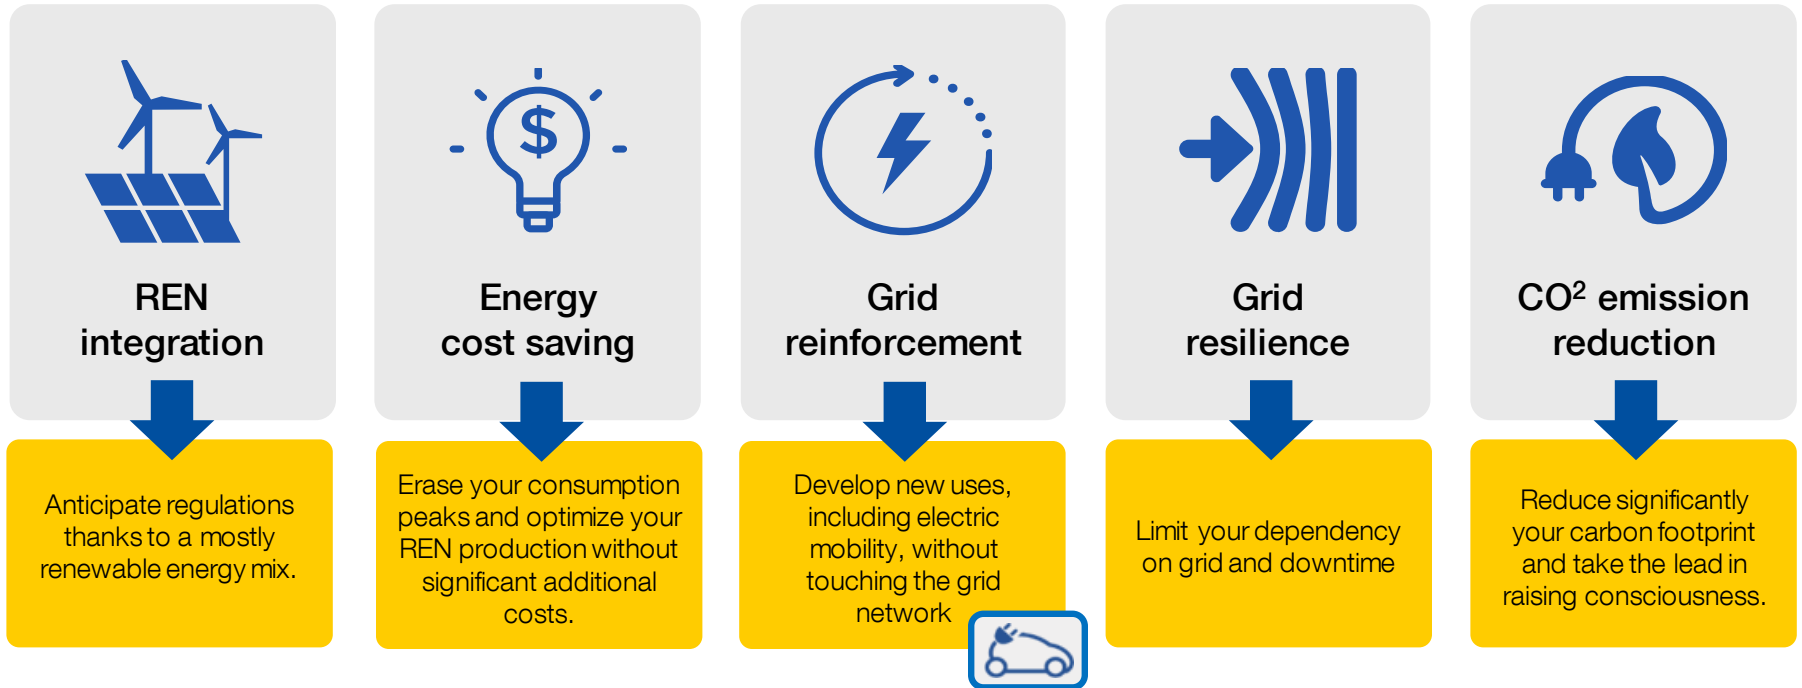 $
REN
integration
Anticipate regulations
thanks to a mostly
renewable energy mix.
Energy
cost saving
Erase your consumption
peaks and optimize your
REN production without
significant additional
costs.
Grid
reinforcement
Develop new uses,
including electric
mobility, without
touching the grid
network
Grid
resilience
Limit your dependency
on grid and downtime
CO² emission
reduction
Reduce significantly
your carbon footprint
and take the lead in
raising consciousness.